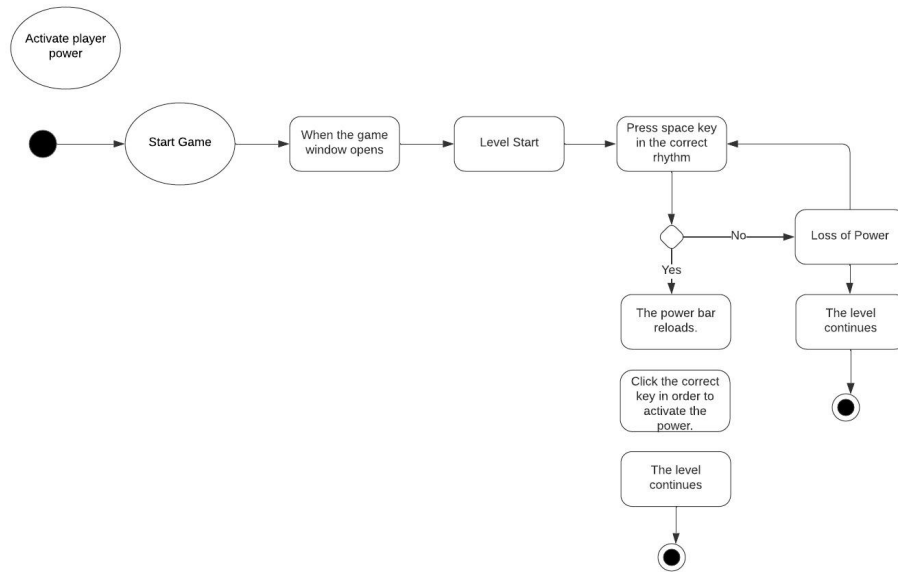 Activate player
power
Start Game
When the game
window opens
Level Start
Press space key
in the correct
rhythm
No
Loss of Power
Yes
The power bar
reloads.
The level
continues
Click the correct
key in order to
activate the
power.
The level
continues